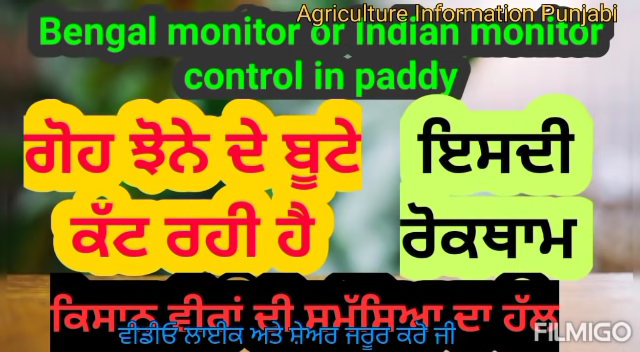 Agriculture Information Punjabi
Bengal monitor or Indian monitor
control in paddy
ਗੋਹ ਝੋਨੇ ਦੇ ਬੂਟੇ
ਕੱਟ ਰਹੀ ਹੈ
ਇਸਦੀ
ਰੋਕਥਾਮ
ਕਿਸਾਨ ਵੀਰਾਂ ਦੀ ਸਮੱਸਿਆ ਦਾ ਹੱਲ
ਵੀਡੀਓ ਲਾਈਕ ਅਤੇ ਸ਼ੇਅਰ ਜਰੂਰ ਕਰੋ ਜੀ
FILMIGO